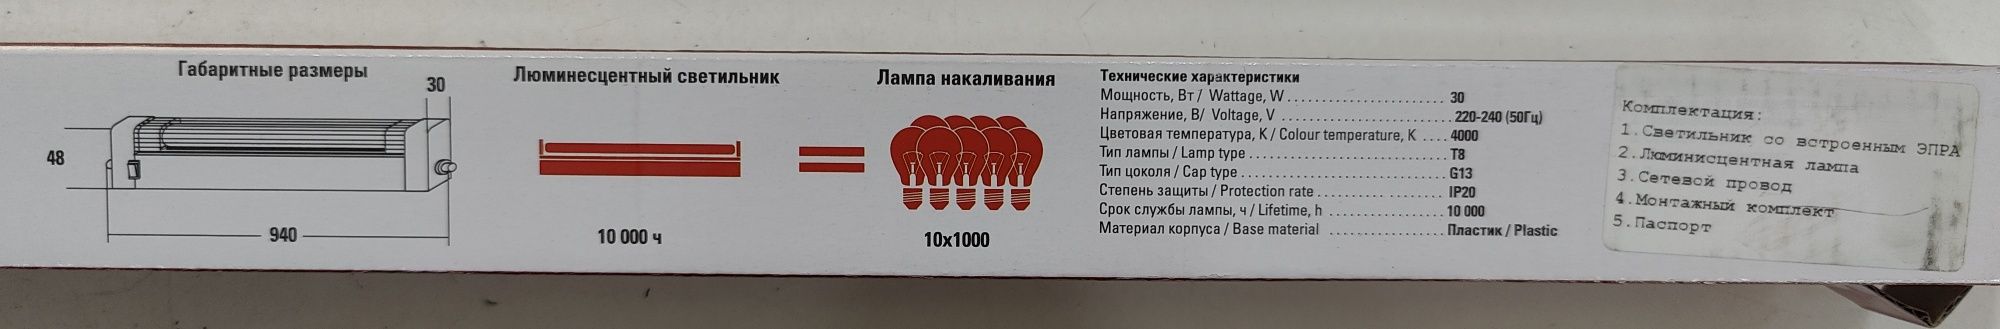 Габаритные размеры
30
48
940
Люминесцентный светильник
10 000 ч
Лампа накаливания
10x1000
Технические характеристики
Мощность, Вт / Wattage, W 30
Напряжение, В/ Voltage, V 220-240 (50Гц)
Цветовая температура, К / Colour temperature, K 4000
Тип лампы / Lamp type T8
Тип цоколя / Cap type G13
Степень защиты / Protection rate IP20
Срок службы лампы, ч / Lifetime, h 10 000
Материал корпуса / Base material Пластик / Plastic
Комплектация:
1.Светильник со встроенным ЭПРА
2.Люминисцентная лампа
3.Сетевой провод
4.Монтажный комплект
5.Паспорт